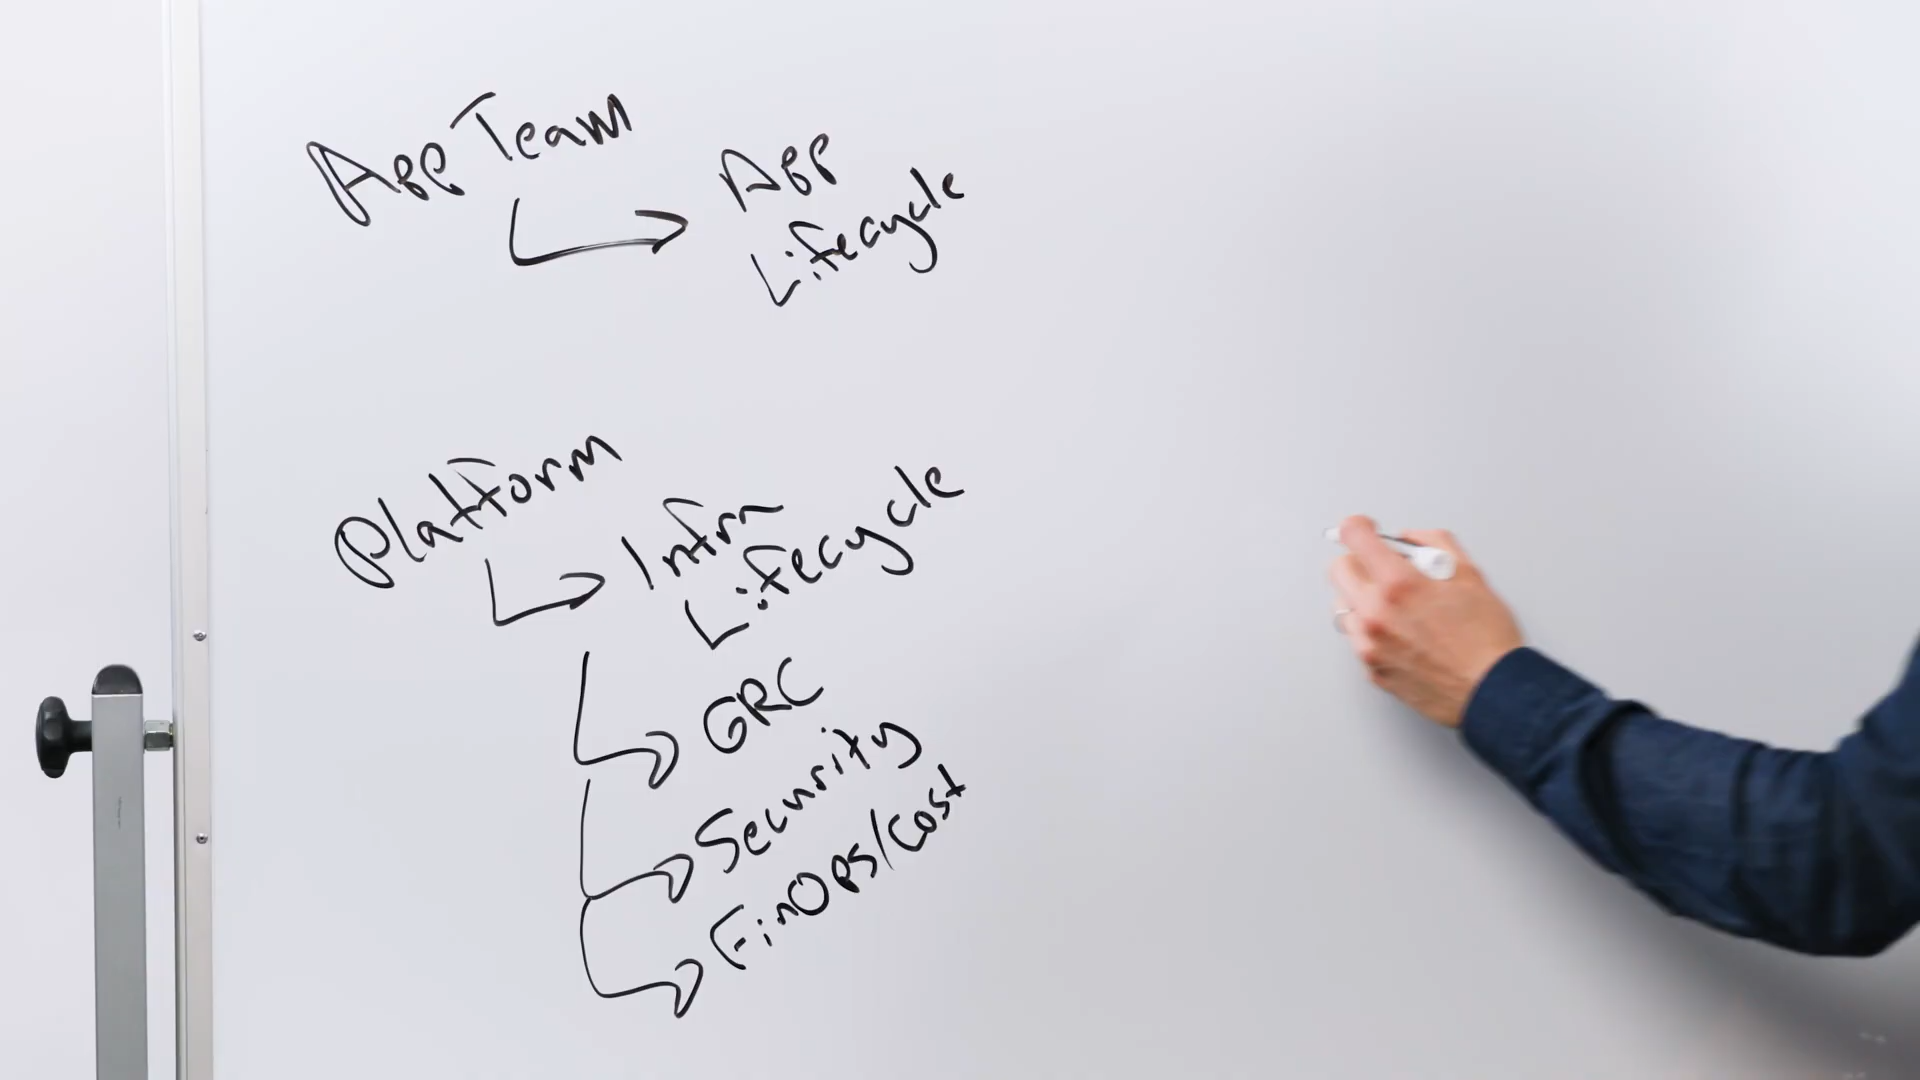 App Team
App
Lifecycle
Platform
Infra
Lifecycle
GRC
Security
FinOps/Cost